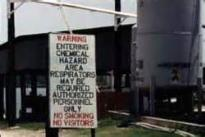 WARNING
ENTERING
CHEMICAL
HAZARD
AREA
RESPIRATORS
MAY BE
REQUIRED
AUTHORIZED
PERSONNEL
ONLY
NO SMOKING
NO VISITORS